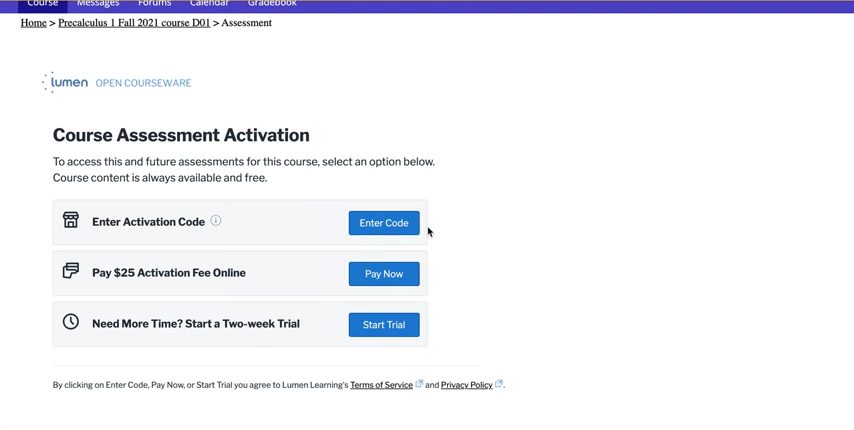 Course Messages Forums Calendar Gradebook
Home > Precalculus 1 Fall 2021 course D01 > Assessment
lumen OPEN COURSEWARE
Course Assessment Activation
To access this and future assessments for this course, select an option below.
Course content is always available and free.
Enter Activation Code Enter Code
Pay $25 Activation Fee Online Pay Now
Need More Time? Start a Two-week Trial Start Trial
By clicking on Enter Code, Pay Now, or Start Trial you agree to Lumen Learning's Terms of Service and Privacy Policy.